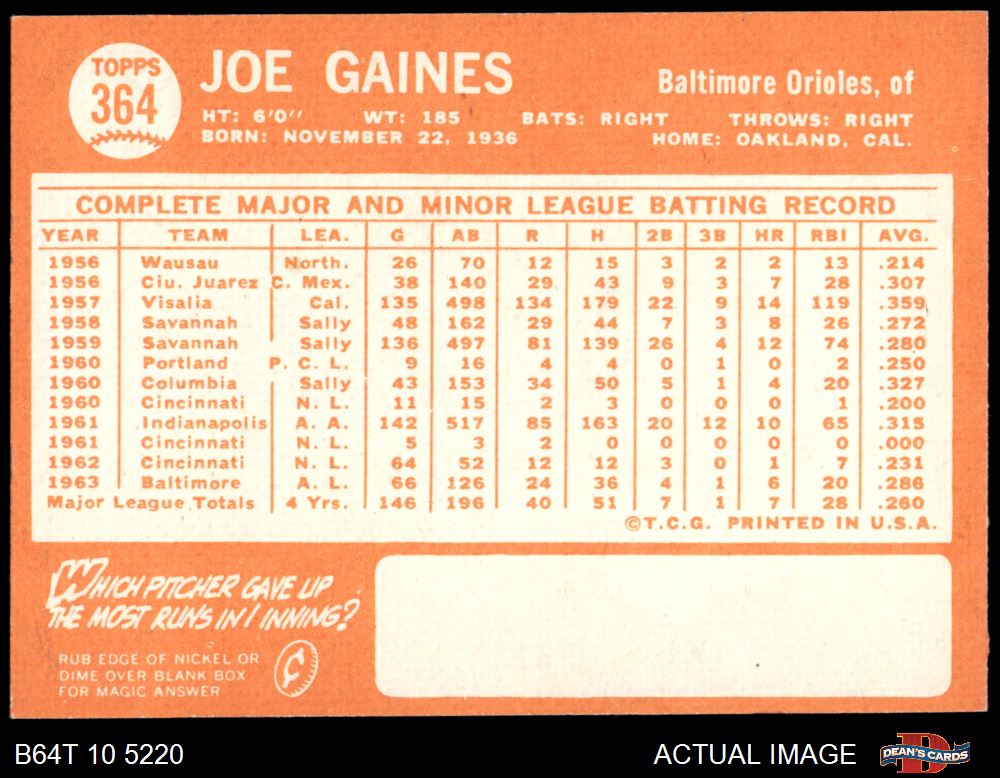 TOPPS
364
JOE GAINES
Baltimore Orioles, of
HT: 6'0'' WT: 185 BATS: RIGHT THROWS: RIGHT
BORN: NOVEMBER 22, 1936 HOME: OAKLAND, CAL.
COMPLETE MAJOR AND MINOR LEAGUE BATTING RECORD
YEAR TEAM LEA. G AB R H 2B 3B HR RBI AVG.
1956 Wausau North. 26 70 12 15 3 2 2 13 .214
1956 Ciu. Juarez C. Mex. 38 140 29 43 9 3 7 28 .307
1957 Visalia Cal. 135 498 134 179 22 9 14 119 .359
1958 Savannah Sally 48 162 29 44 7 3 8 26 .272
1959 Savannah Sally 136 497 81 139 26 4 12 74 .280
1960 Portland P. C. L. 9 16 4 4 0 1 0 2 .250
1960 Columbia Sally 43 153 34 50 5 1 4 20 .327
1960 Cincinnati N. L. 11 15 2 3 0 0 0 1 .200
1961 Indianapolis A. A. 142 517 85 163 20 12 10 65 .315
1961 Cincinnati N. L. 5 3 2 0 0 0 0 0 .000
1962 Cincinnati N. L. 64 52 12 12 3 0 1 7 .231
1963 Baltimore A. L. 66 126 24 36 4 1 6 20 .286
Major League Totals 4 Yrs. 146 196 40 51 7 1 7 28 .260
©T.C.G. PRINTED IN U.S.A.
WHICH PITCHER GAVE UP
THE MOST RUNS IN 1 INNING?
RUB EDGE OF NICKEL OR
DIME OVER BLANK BOX
FOR MAGIC ANSWER
¢
B64T 10 5220
ACTUAL IMAGE
DEAN'S CARDS